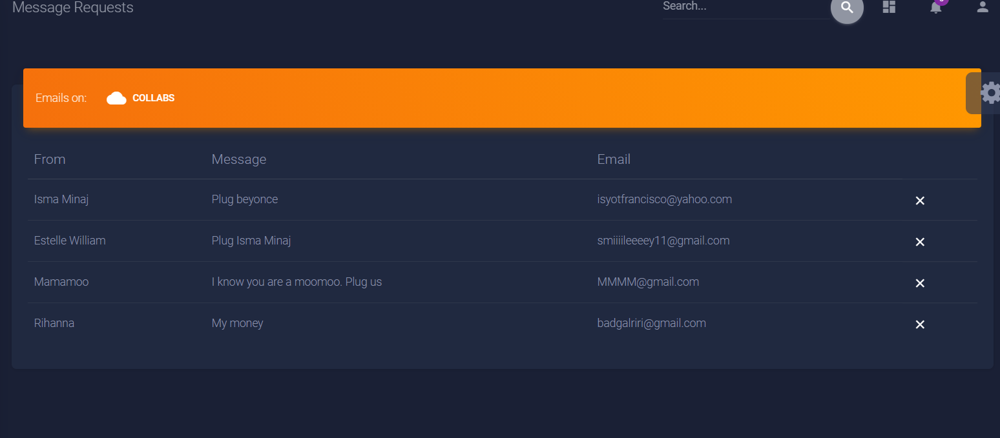 Message Requests
Search...
Emails on:
COLLABS
From Message Email
Isma Minaj Plug beyonce isyotfrancisco@yahoo.com
Estelle William Plug Isma Minaj smiiiileeeey11@gmail.com
Mamamoo I know you are a moomoo. Plug us MMMM@gmail.com
Rihanna My money badgalriri@gmail.com